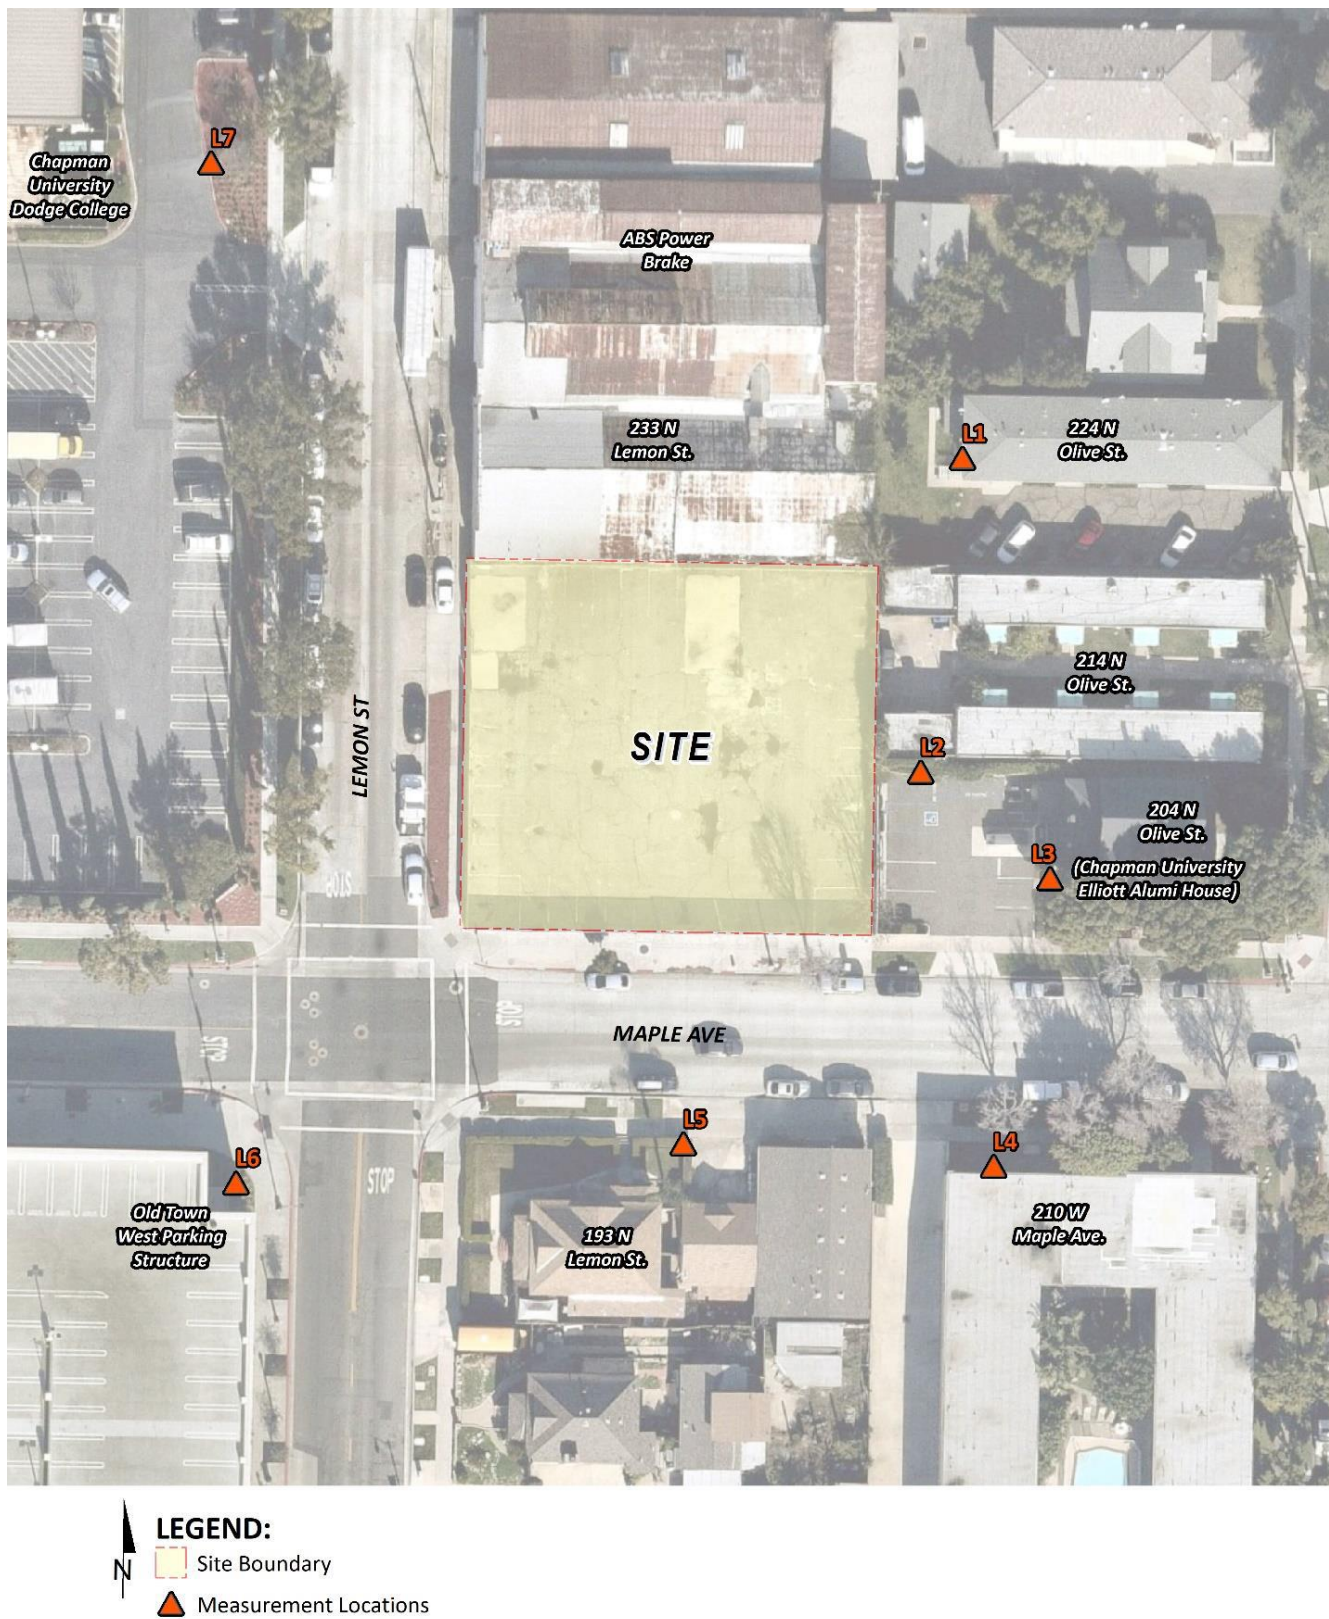 L7
Chapman
University
Dodge College
ABS Power
Brake
233 N
Lemon St.
L1
224 N
Olive St.
214 N
Olive St.
LEMON ST
SITE
L2
204 N
Olive St.
L3
(Chapman University
Elliott Alumi House)
STOP
STOP
STOP
MAPLE AVE
L5
L4
L6
STOP
Old Town
West Parking
Structure
193 N
Lemon St.
210 W
Maple Ave.
N
LEGEND:
Site Boundary
Measurement Locations